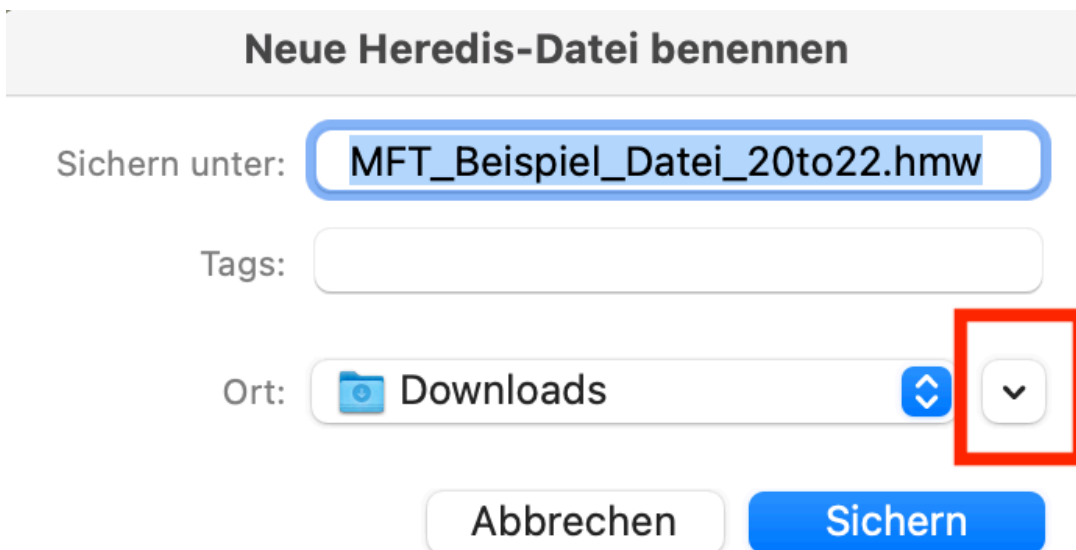 Neue Heredis-Datei benennen
Sichern unter: MFT_Beispiel_Datei_20to22.hmw
Tags:
Ort: Downloads
Abbrechen Sichern